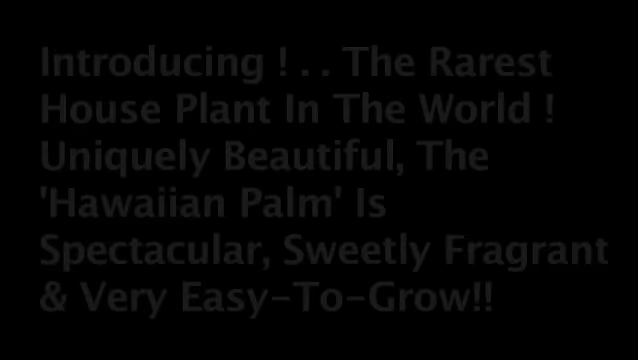 Introducing ! . . The Rarest
House Plant In The World !
Uniquely Beautiful, The
'Hawaiian Palm' Is
Spectacular, Sweetly Fragrant
& Very Easy-To-Grow!!